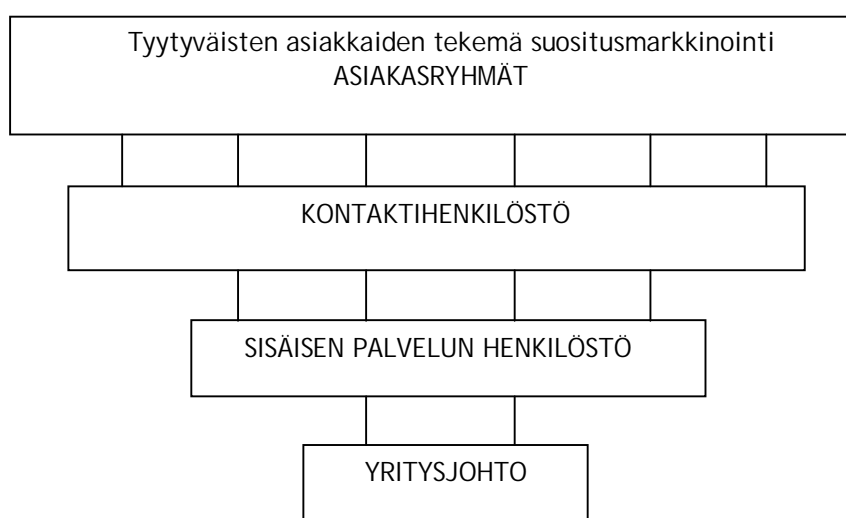 Tyytyväisten asiakkaiden tekemä suositusmarkkinointi
ASIAKASRYHMÄT
KONTAKTIHENKILÖSTÖ
SISÄISEN PALVELUN HENKILÖSTÖ
YRITYSJOHTO